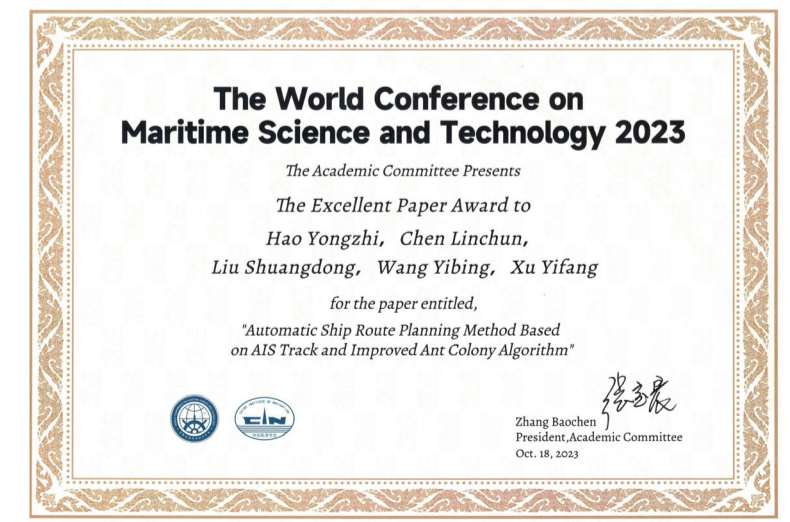 The World Conference on
Maritime Science and Technology 2023
The Academic Committee Presents
The Excellent Paper Award to
Hao Yongzhi, Chen Linchun,
Liu Shuangdong, Wang Yibing, Xu Yifang
for the paper entitled,
"Automatic Ship Route Planning Method Based
on AIS Track and Improved Ant Colony Algorithm"
CIN
Zhang Baochen
President,Academic Committee
Oct. 18, 2023